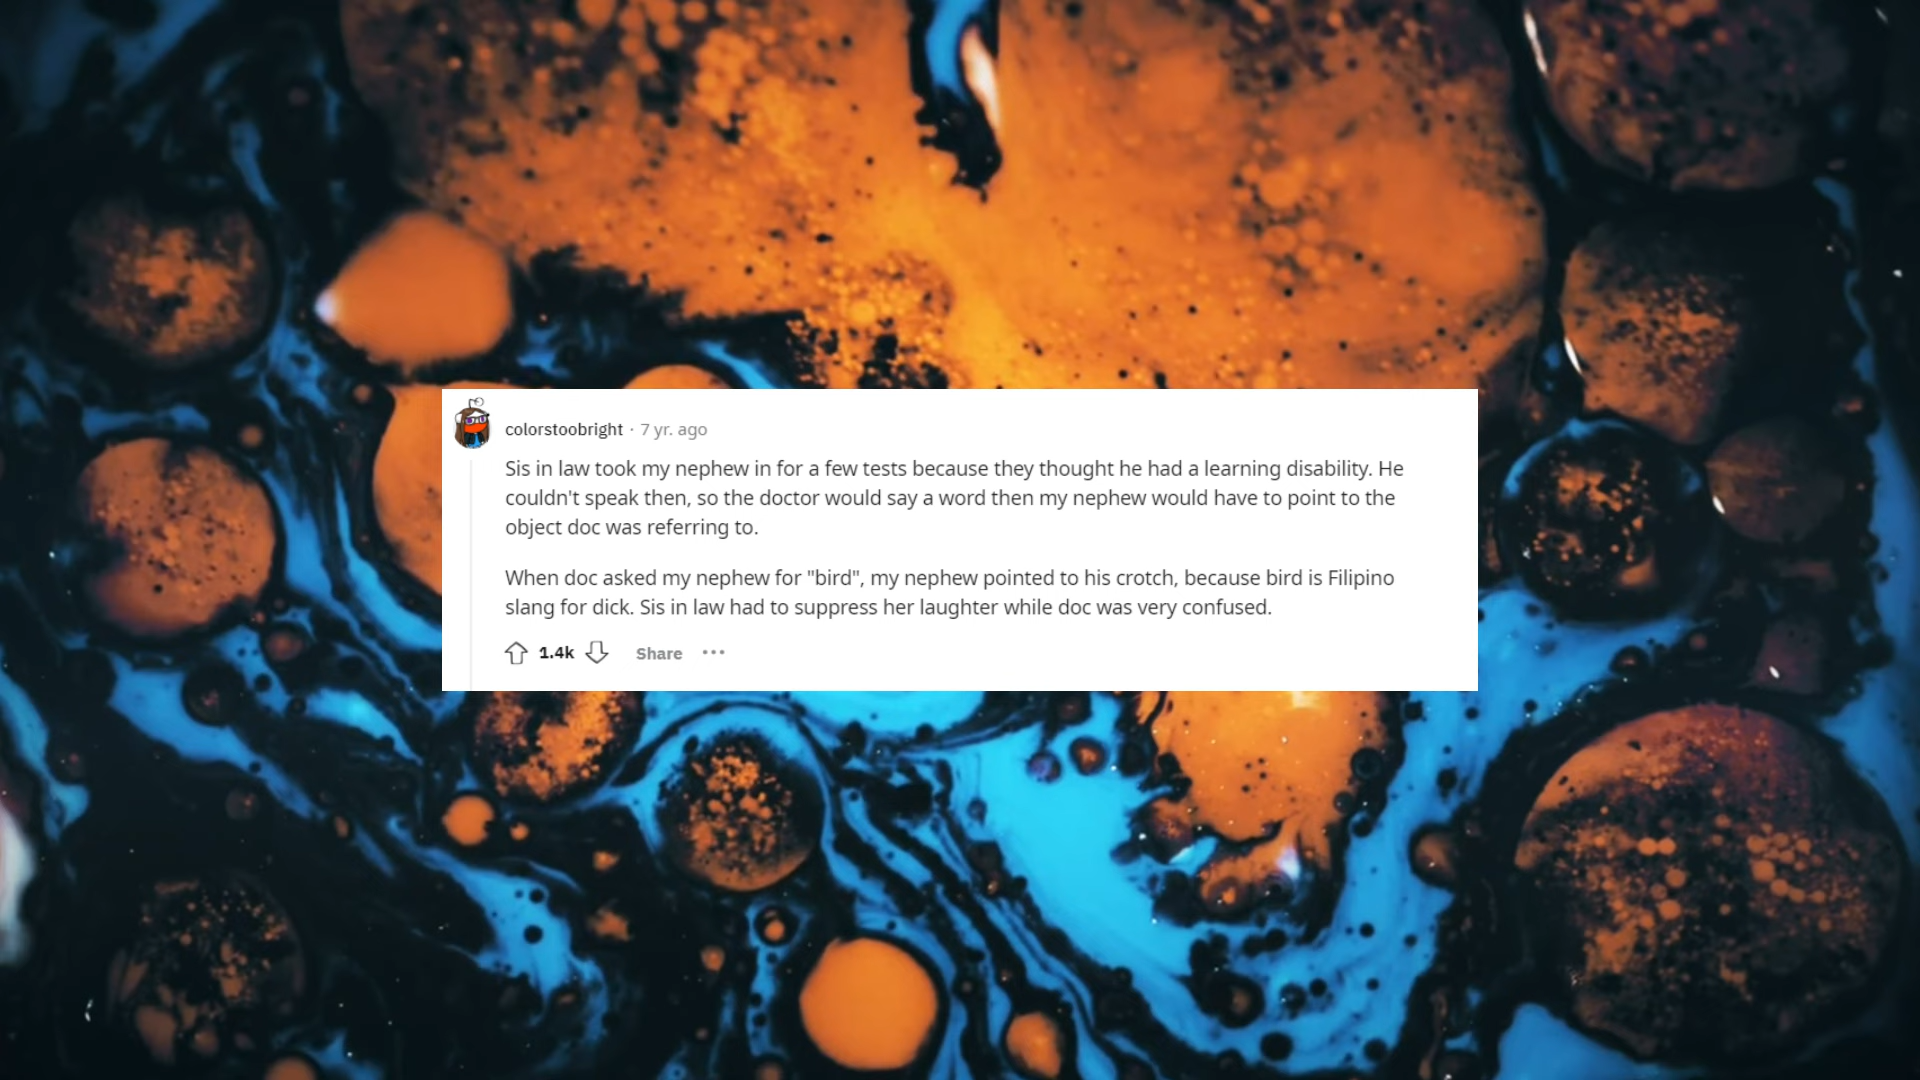 colorstoobright · 7 yr. ago
Sis in law took my nephew in for a few tests because they thought he had a learning disability. He
couldn't speak then, so the doctor would say a word then my nephew would have to point to the
object doc was referring to.
When doc asked my nephew for "bird", my nephew pointed to his crotch, because bird is Filipino
slang for dick. Sis in law had to suppress her laughter while doc was very confused.
1.4k Share ···